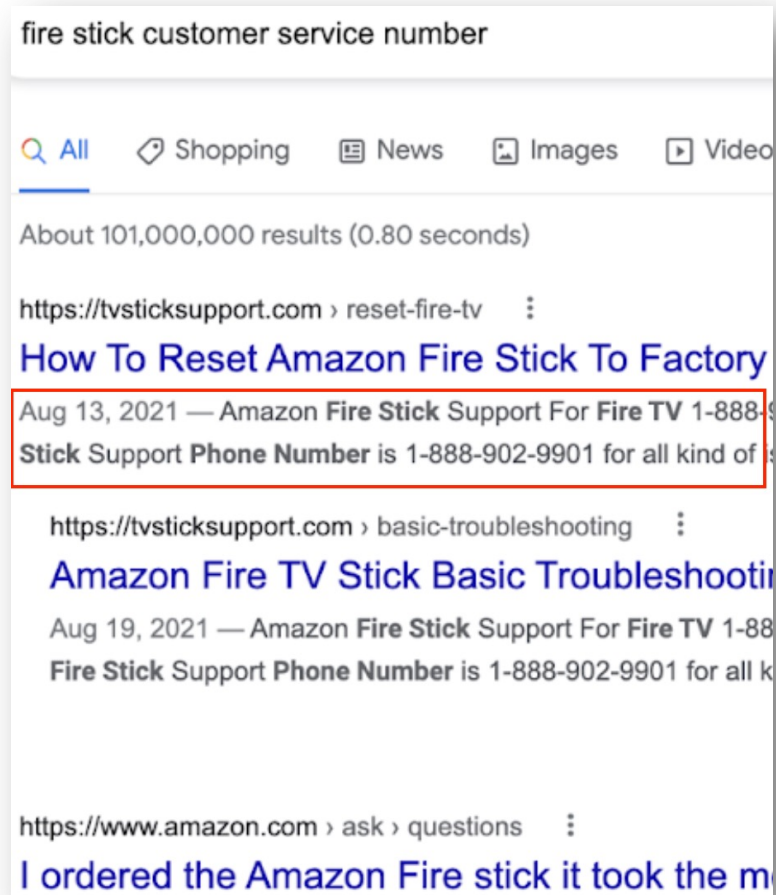 fire stick customer service number
All Shopping News Images Video
About 101,000,000 results (0.80 seconds)
https://tvsticksupport.com › reset-fire-tv
How To Reset Amazon Fire Stick To Factory
Aug 13, 2021 — Amazon Fire Stick Support For Fire TV 1-888-
Stick Support Phone Number is 1-888-902-9901 for all kind of
https://tvsticksupport.com › basic-troubleshooting
Amazon Fire TV Stick Basic
Aug 19, 2021 — Amazon Fire Stick Support For Fire TV 1-88
Fire Stick Support Phone Number is 1-888-902-9901 for all
https://www.amazon.com › ask › questions
I ordered the Amazon Fire stick it took the